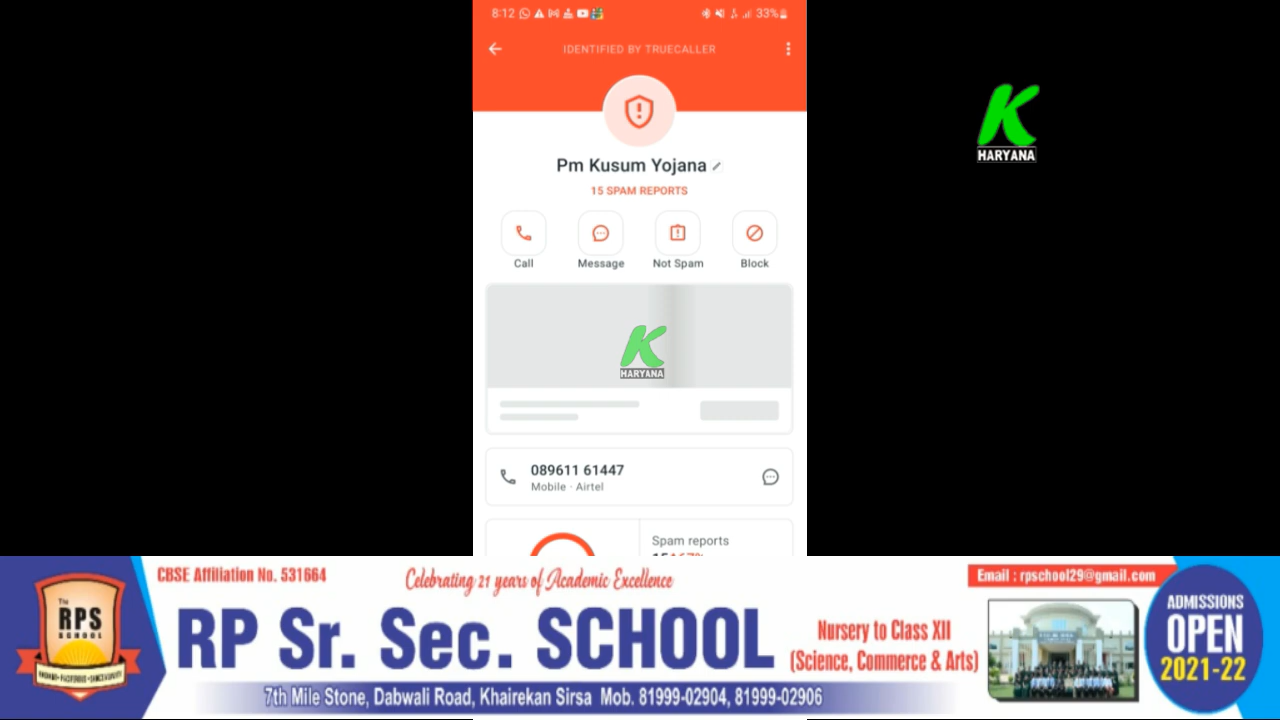 8:12
33%
IDENTIFIED BY TRUECALLER
K
HARYANA
Pm Kusum Yojana
15 SPAM REPORTS
Call Message Not Spam Block
K
HARYANA
089611 61447
Mobile · Airtel
Spam reports
CBSE Affiliation No. 531664
Celebrating 21 years of Academic Excellence
Email : rpschool29@gmail.com
The
RPS
SCHOOL
RP Sr. Sec. SCHOOL
Nursery to Class XII
(Science, Commerce & Arts)
7th Mile Stone, Dabwali Road, Khairekan Sirsa Mob. 81999-02904, 81999-02906
ADMISSIONS
OPEN
2021-22